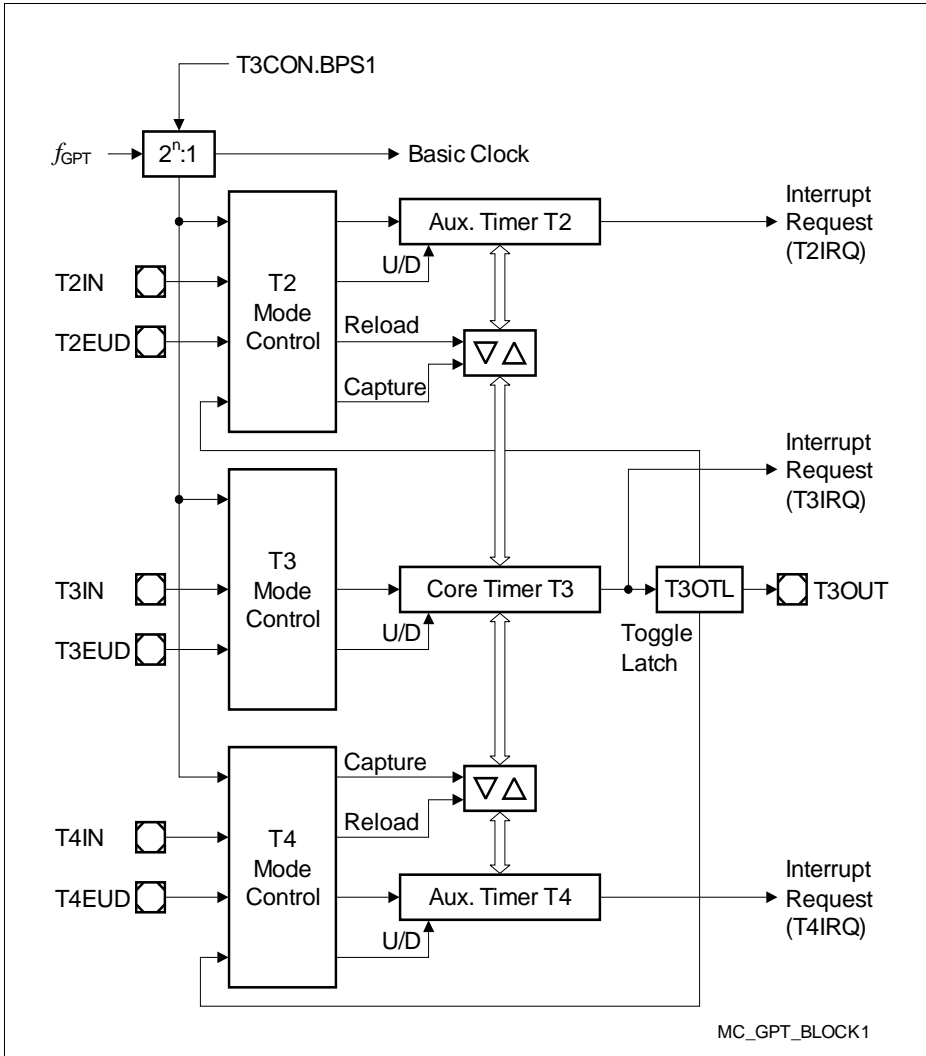 T3CON.BPS1
fGPT
2n:1
Basic Clock
Interrupt
Request
(T2IRQ)
Aux. Timer T2
U/D
T2IN
T2
Mode
Control
T2EUD
Reload
Capture
Interrupt
Request
(T3IRQ)
T3
Mode
Control
T3IN
Core Timer T3
T3OTL
T3OUT
T3EUD
U/D
Toggle
Latch
Capture
T4IN
Reload
T4
Mode
Control
T4EUD
Aux. Timer T4
Interrupt
Request
(T4IRQ)
U/D
MC_GPT_BLOCK1